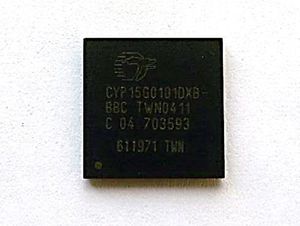 CYP15G0101DXB-
BBC TWN0411
C 04 703593
611971 TWN